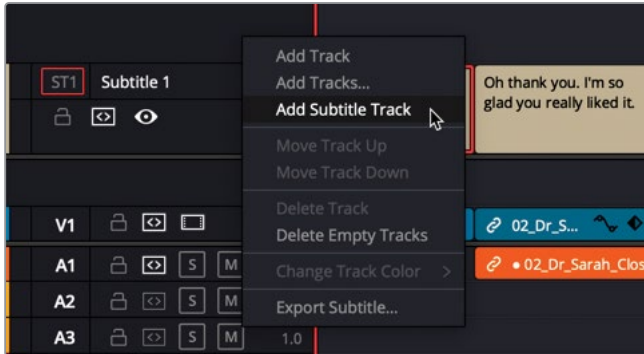 Add Track
ST1 Subtitle 1
Add Tracks...
Oh thank you. I'm so
glad you really liked it.
Add Subtitle Track
Move Track Up
Move Track Down
Delete Track
V1
Delete Empty Tracks
02_Dr_S...
A1 S M
Change Track Color >
02_Dr_Sarah_Clos
A2 S M
Export Subtitle...
A3 S M 1.0